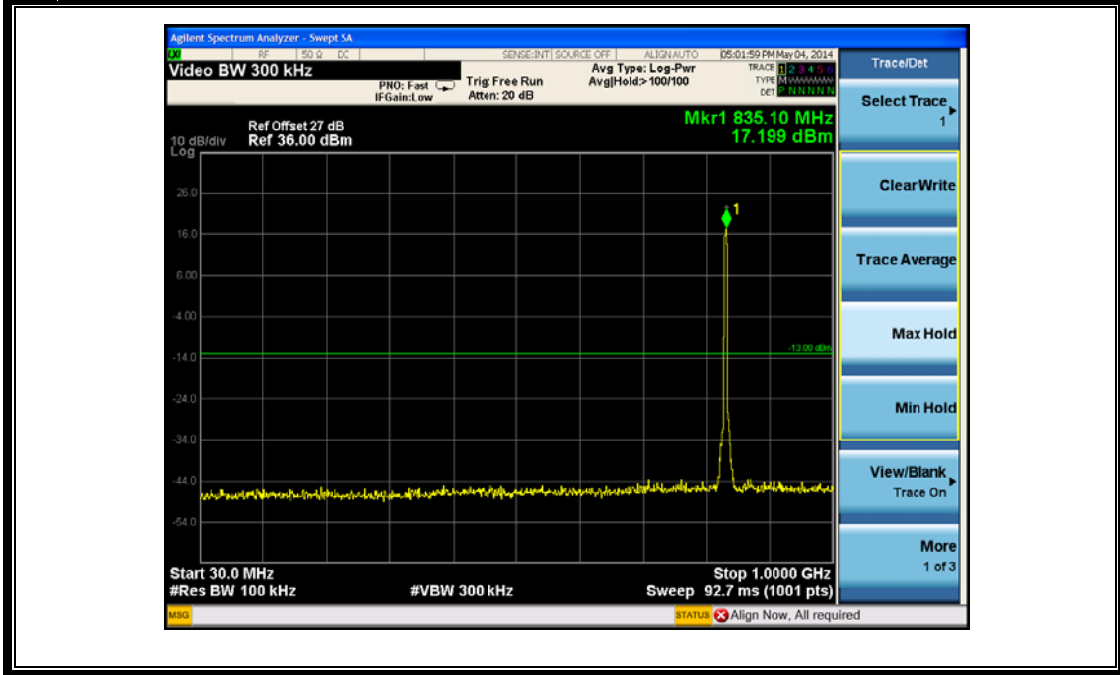 Agilent Spectrum Analyzer - Swept SA
RF 50 Ω DC SENSE:INT SOURCE OFF ALIGN AUTO 05:01:59 PM May 04, 2014
Video BW 300 kHz
PNO: Fast
IFGain:Low
Trig Free Run
Atten: 20 dB
Avg Type: Log-Pwr
Avg|Hold:> 100/100
TRACE 1 2 3 4 5 6
TYPE M
DET P N N N N N
Mkr1 835.10 MHz
17.199 dBm
Ref Offset 27 dB
10 dB/div Ref 36.00 dBm
Log
1
26.0
16.0
6.00
-4.00
-13.00 dBm
-14.0
-24.0
-34.0
-44.0
-54.0
Start 30.0 MHz Stop 1.0000 GHz
#Res BW 100 kHz #VBW 300 kHz Sweep 92.7 ms (1001 pts)
MSG STATUS Align Now, All required
Trace/Det
Select Trace
1
ClearWrite
Trace Average
Max Hold
Min Hold
View/Blank
Trace On
More
1 of 3